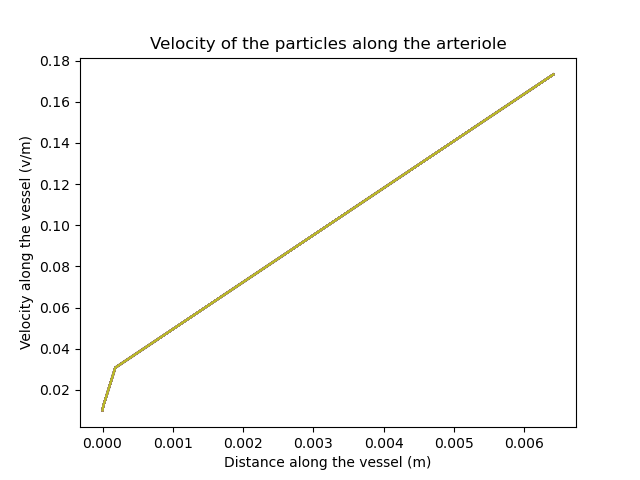 Velocity of the particles along the arteriole
0.18
0.16
0.14
0.12
0.10
0.08
0.06
0.04
0.02
Velocity along the vessel (v/m)
0.000 0.001 0.002 0.003 0.004 0.005 0.006
Distance along the vessel (m)